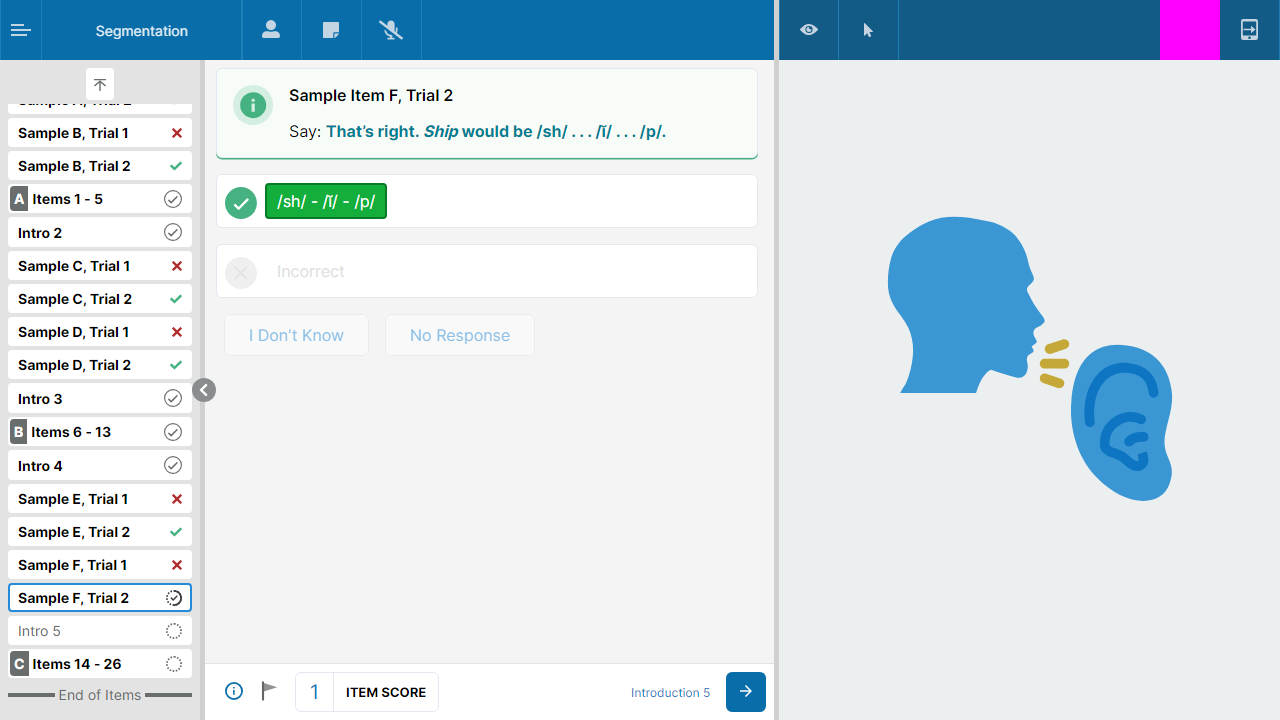 Segmentation
Sample Item F, Trial 2
Say: That's right. Ship would be /sh/ . . . /ĭ/ . . . /p/.
/sh/ - /ĭ/ - /p/
Incorrect
I Don't Know
No Response
Sample B, Trial 1
Sample B, Trial 2
A Items 1 - 5
Intro 2
Sample C, Trial 1
Sample C, Trial 2
Sample D, Trial 1
Sample D, Trial 2
Intro 3
B Items 6 - 13
Intro 4
Sample E, Trial 1
Sample E, Trial 2
Sample F, Trial 1
Sample F, Trial 2
Intro 5
C Items 14 - 26
End of Items
1 ITEM SCORE
Introduction 5